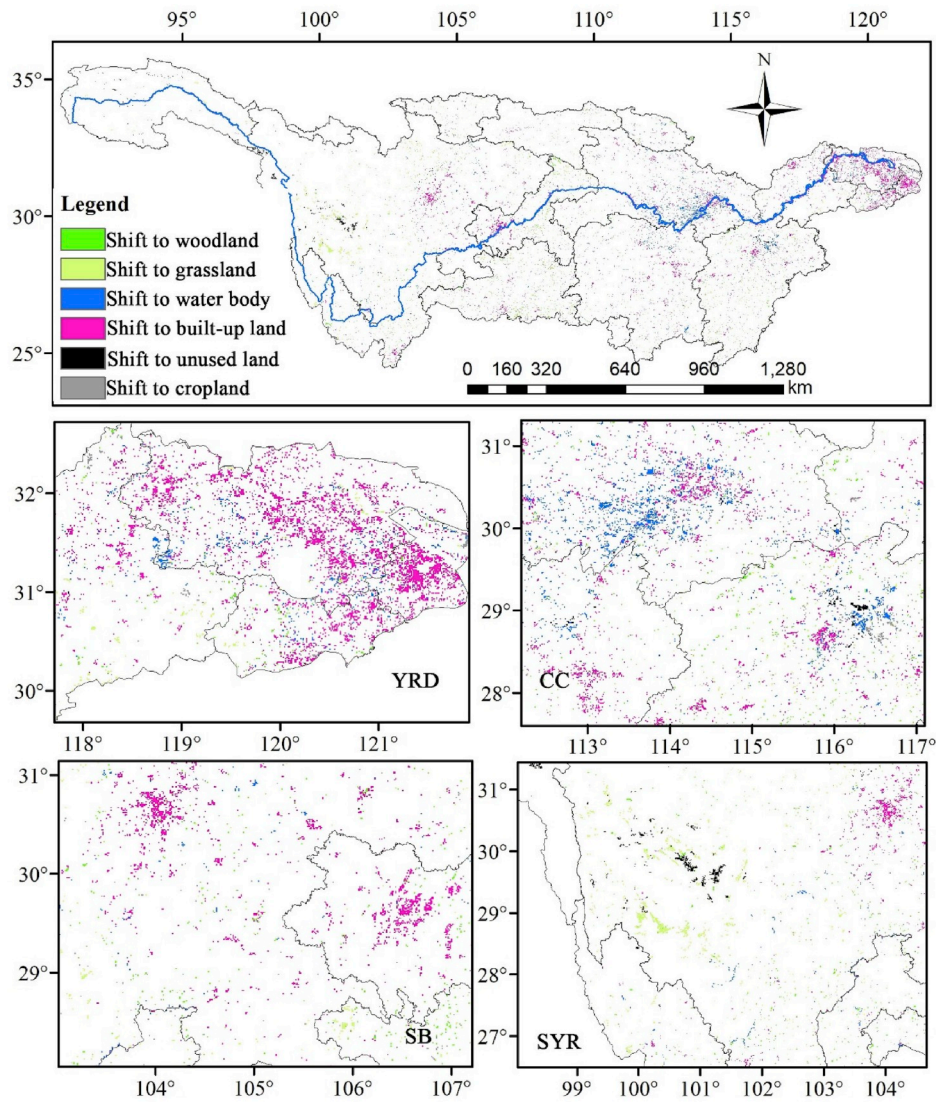 95° 100° 105° 110° 115° 120°
35°
N
30°
Legend
Shift to woodland
Shift to grassland
Shift to water body
Shift to built-up land
Shift to unused land
Shift to cropland
25°
0 160 320 640 960 1,280
km
32°
31°
30°
YRD
118° 119° 120° 121°
31°
30°
29°
28°
CC
113° 114° 115° 116° 117°
31°
30°
29°
SB
104° 105° 106° 107°
31°
30°
29°
28°
27°
SYR
99° 100° 101° 102° 103° 104°